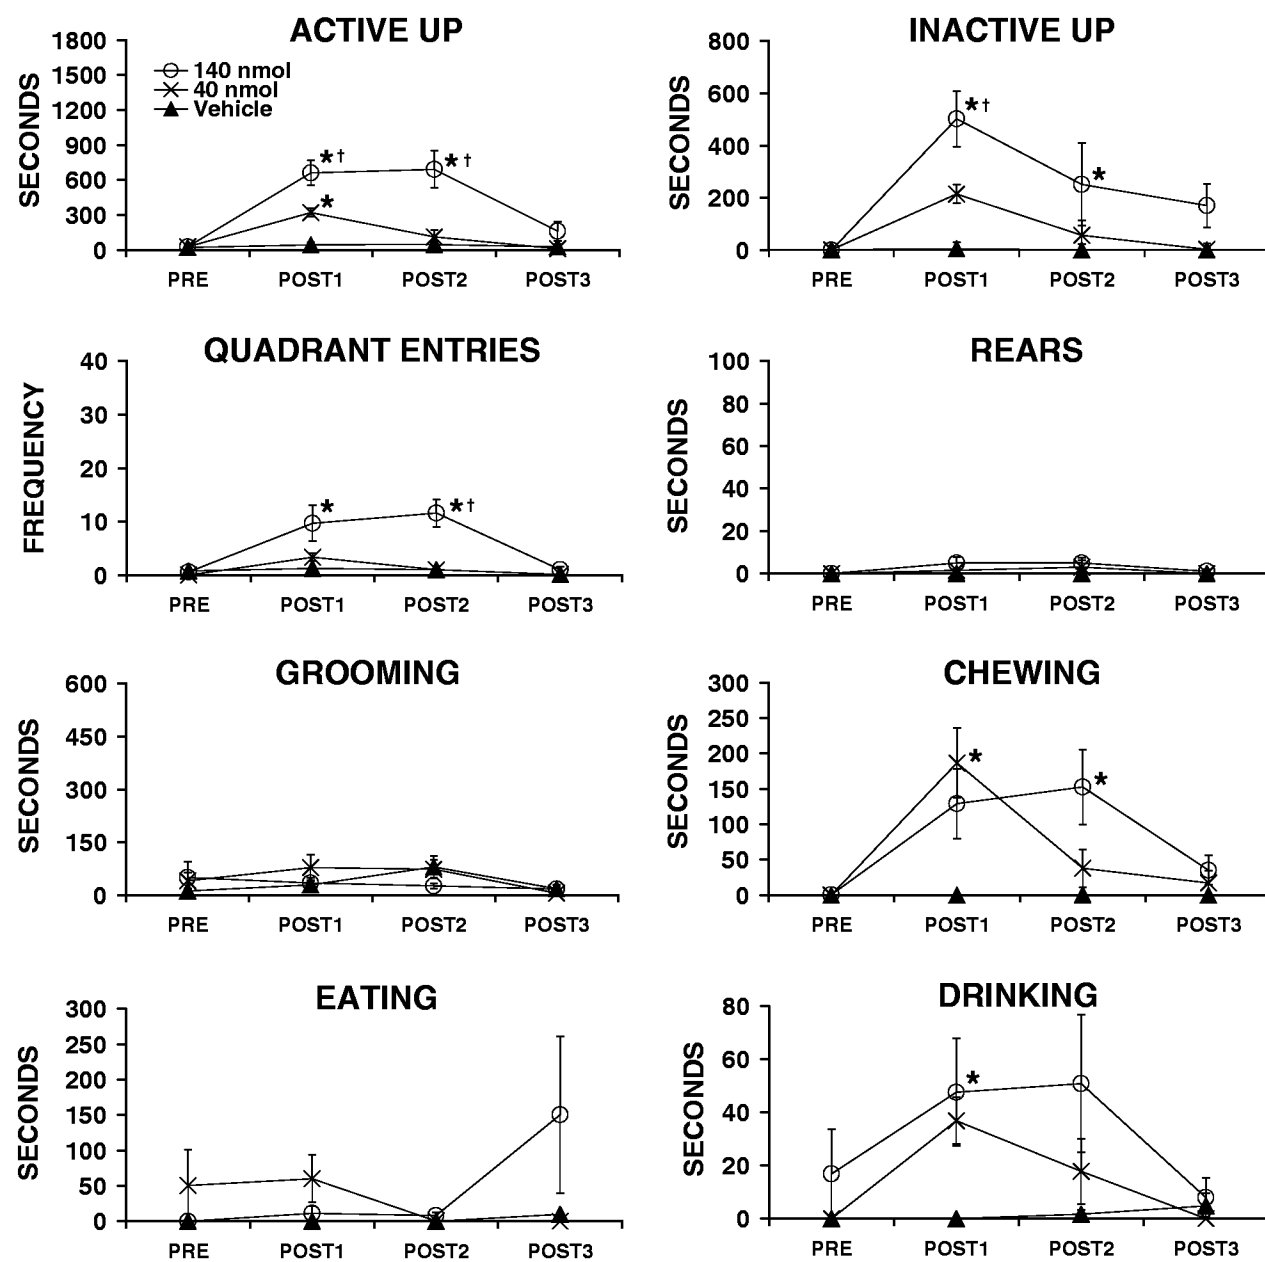 ACTIVE UP
1800
1500
1200
900
600
300
0
SECONDS
140 nmol
40 nmol
Vehicle
*†
*†
*
PRE POST1 POST2 POST3
INACTIVE UP
800
600
400
200
0
SECONDS
*†
*
PRE POST1 POST2 POST3
QUADRANT ENTRIES
40
30
20
10
0
FREQUENCY
*
*†
PRE POST1 POST2 POST3
REARS
100
80
60
40
20
0
SECONDS
PRE POST1 POST2 POST3
GROOMING
600
450
300
150
0
SECONDS
PRE POST1 POST2 POST3
CHEWING
300
250
200
150
100
50
0
SECONDS
*
*
PRE POST1 POST2 POST3
EATING
300
250
200
150
100
50
0
SECONDS
PRE POST1 POST2 POST3
DRINKING
80
60
40
20
0
SECONDS
*
PRE POST1 POST2 POST3